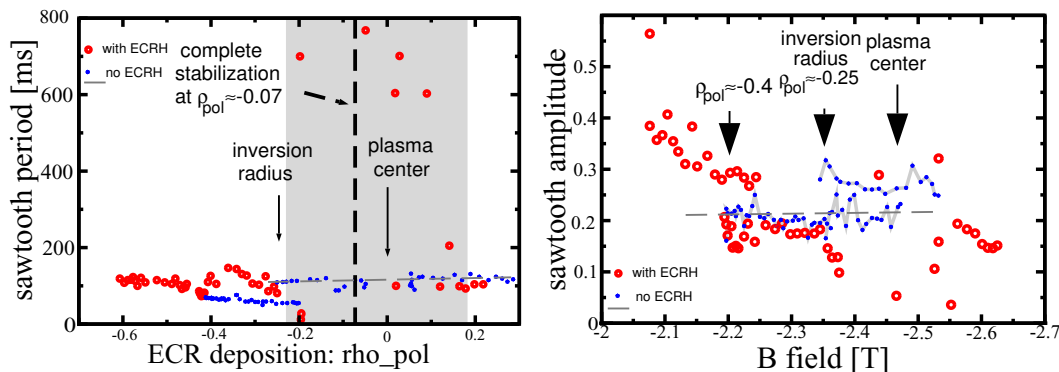 800
600
400
200
0
sawtooth period [ms]
with ECRH
no ECRH
complete
stabilization
at ρpol≈-0.07
inversion
radius
plasma
center
-0.6
-0.4
-0.2
0
0.2
ECR deposition: rho_pol
0.5
0.4
0.3
0.2
0.1
0
sawtooth amplitude
inversion
radius
plasma
center
ρpol≈-0.4
ρpol≈-0.25
with ECRH
no ECRH
-2
-2.1
-2.2
-2.3
-2.4
-2.5
-2.6
-2.7
B field [T]